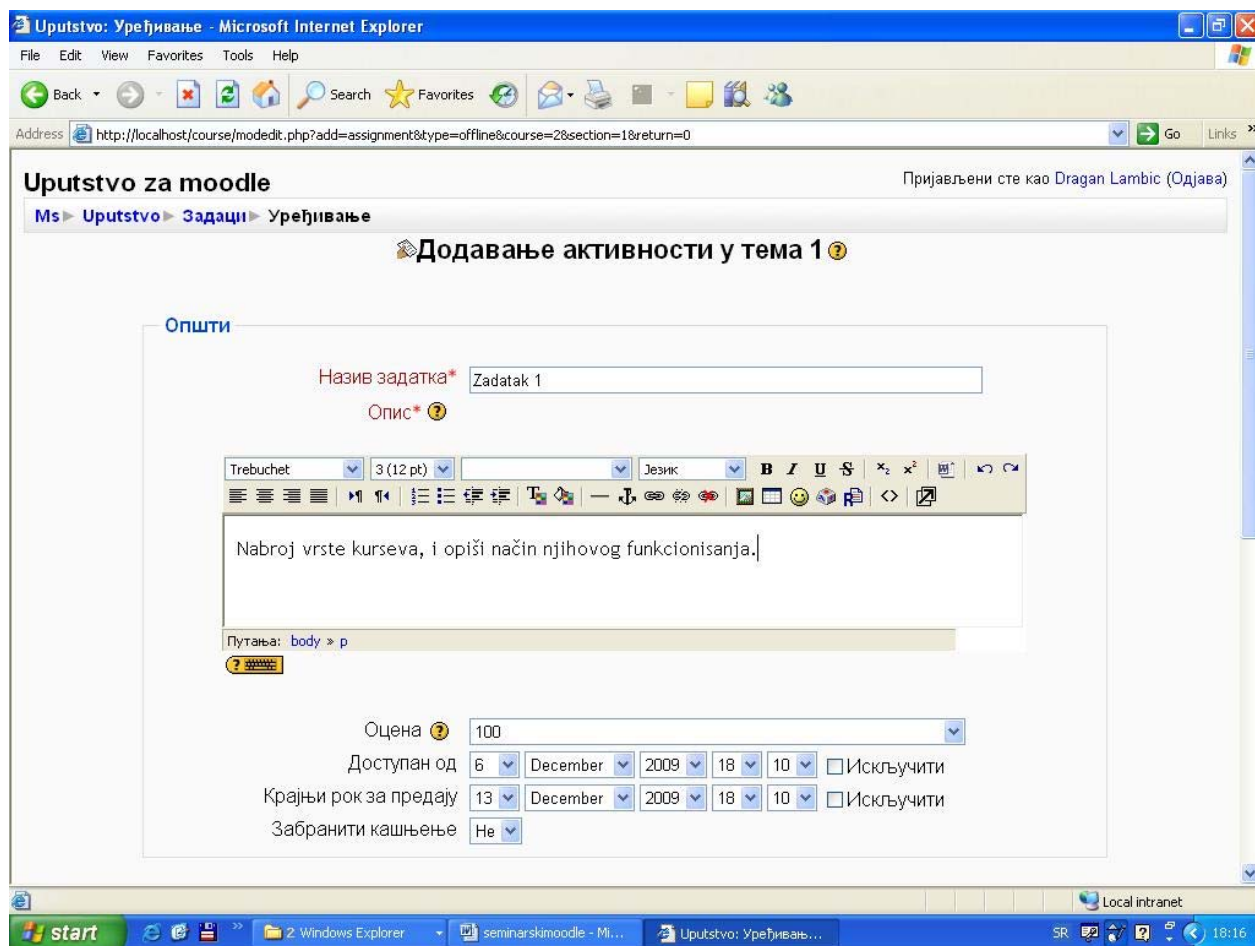 Uputstvo: Уређивање - Microsoft Internet Explorer
File Edit View Favorites Tools Help
Back Search Favorites
Address http://localhost/course/modedit.php?add=assignment&type=offline&course=2&section=1&return=0 Go Links »
Uputstvo za moodle Пријављени сте као Dragan Lambic (Одјава)
Ms ► Uputstvo ► Задаци ► Уређивање
Додавање активности у тема 1
Општи
Назив задатка* Zadatak 1
Опис*
Trebuchet 3 (12 pt) Језик B I U S x₂ x²
Nabroj vrste kurseva, i opiši način njihovog funkcionisanja.
Путања: body » p
Оцена 100
Доступан од 6 December 2009 18 10 Искључити
Крајњи рок за предају 13 December 2009 18 10 Искључити
Забранити кашњење Не
Local intranet
start » 2 Windows Explorer seminarskimoodle - Mi... Uputstvo: Уређивањ... SR 18:16